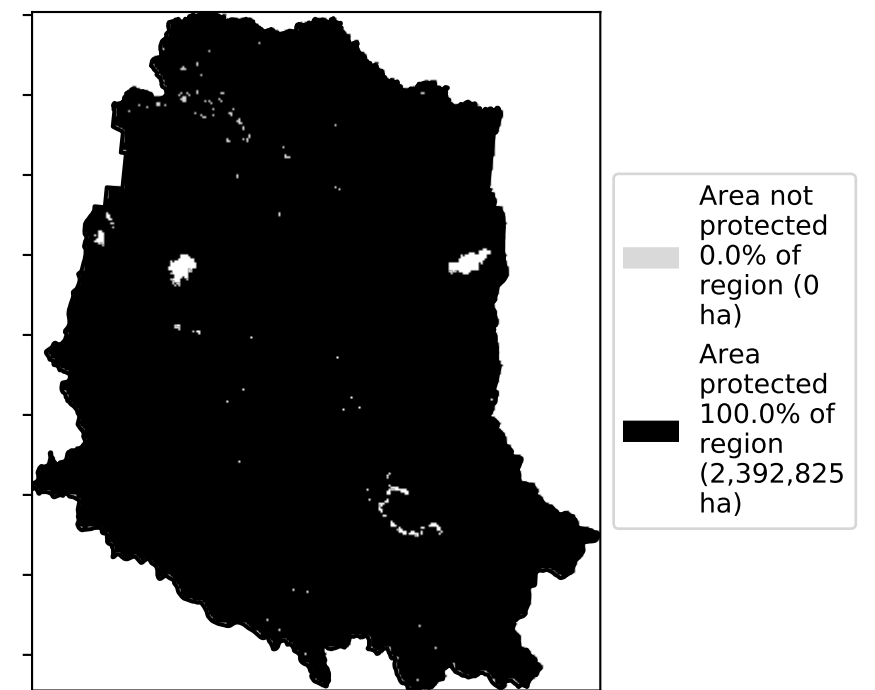 Area not
protected
0.0% of
region (0
ha)
Area
protected
100.0% of
region
(2,392,825
ha)